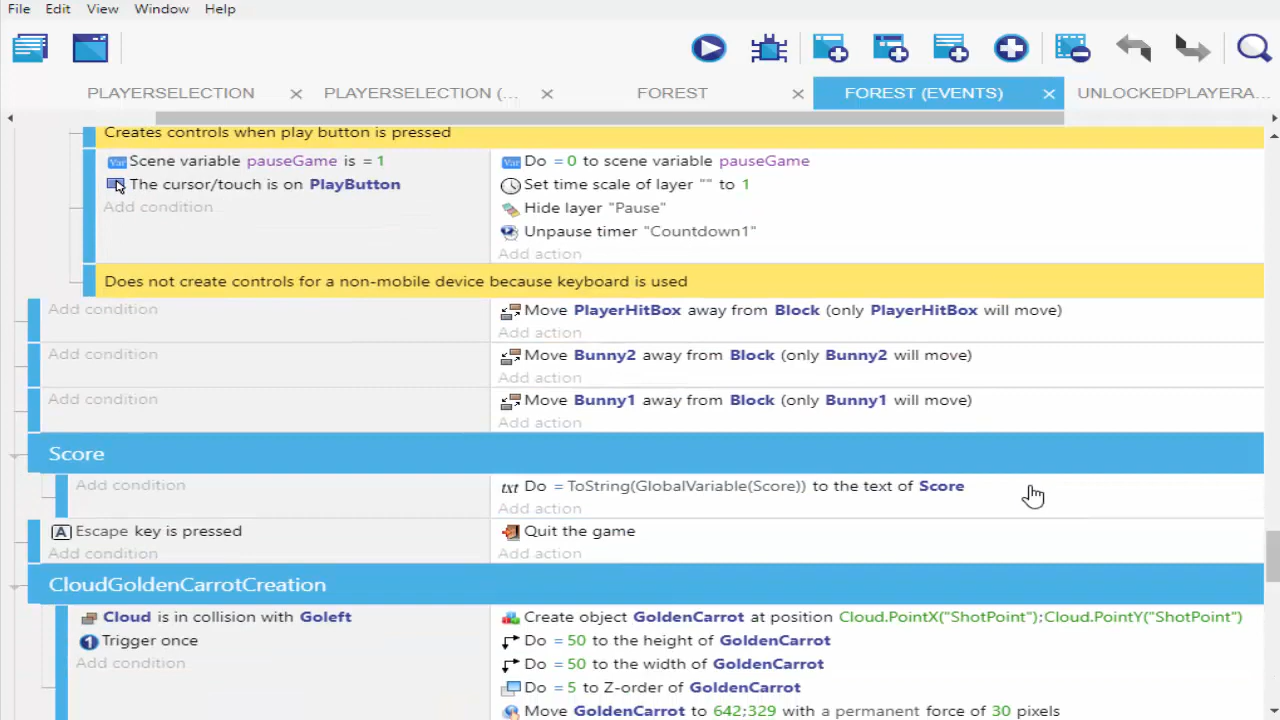 File Edit View Window Help
PLAYERSELECTION × PLAYERSELECTION (... × FOREST × FOREST (EVENTS) × UNLOCKEDPLAYERA...
Creates controls when play button is pressed
Var Scene variable pauseGame is = 1
The cursor/touch is on PlayButton
Add condition
Var Do = 0 to scene variable pauseGame
Set time scale of layer "" to 1
Hide layer "Pause"
Unpause timer "Countdown1"
Add action
Does not create controls for a non-mobile device because keyboard is used
Add condition
Move PlayerHitBox away from Block (only PlayerHitBox will move)
Add action
Add condition
Move Bunny2 away from Block (only Bunny2 will move)
Add action
Add condition
Move Bunny1 away from Block (only Bunny1 will move)
Add action
Score
Add condition
txt Do = ToString(GlobalVariable(Score)) to the text of Score
Add action
A Escape key is pressed
Add condition
Quit the game
Add action
CloudGoldenCarrotCreation
Cloud is in collision with Goleft
1 Trigger once
Add condition
Create object GoldenCarrot at position Cloud.PointX("ShotPoint");Cloud.PointY("ShotPoint")
Do = 50 to the height of GoldenCarrot
Do = 50 to the width of GoldenCarrot
Do = 5 to Z-order of GoldenCarrot
Move GoldenCarrot to 642;329 with a permanent force of 30 pixels